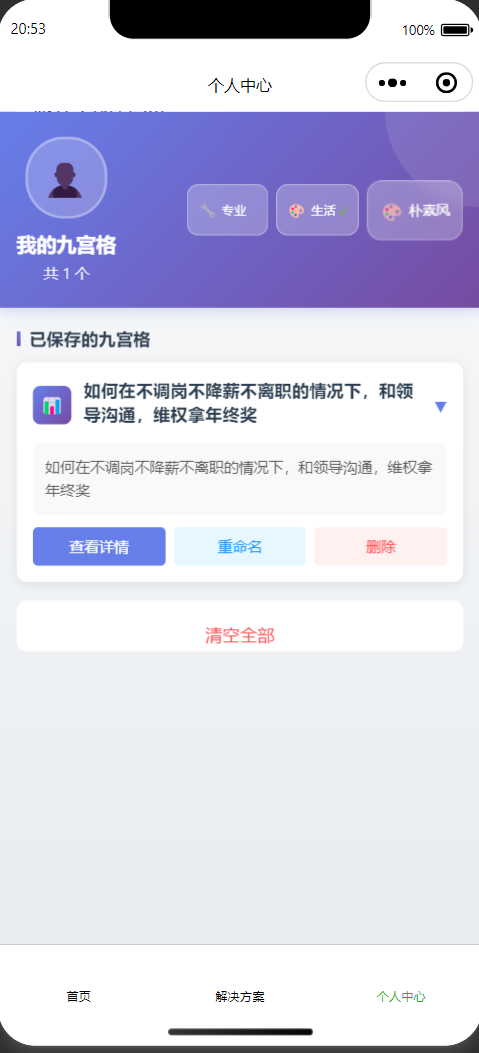 20:53
100%
个人中心
我的九宫格
共 1 个
专业
生活 ✓
朴素风
已保存的九宫格
如何在不调岗不降薪不离职的情况下，和领
导沟通，维权拿年终奖
▼
如何在不调岗不降薪不离职的情况下，和领导沟通，维权拿
年终奖
查看详情
重命名
删除
清空全部
首页
解决方案
个人中心